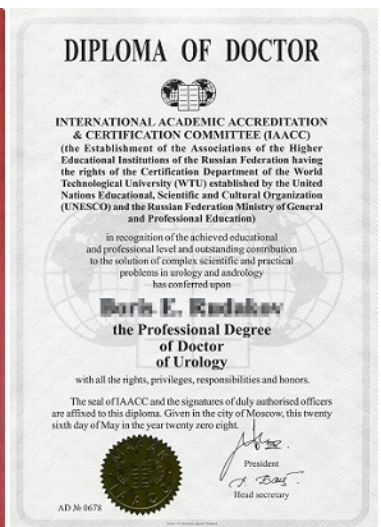 DIPLOMA OF DOCTOR
INTERNATIONAL ACADEMIC ACCREDITATION
& CERTIFICATION COMMITTEE (IAACC)
(the Establishment of the Associations of the Higher
Educational Institutions of the Russian Federation having
the rights of the Certification Department of the World
Technological University (WTU) established by the United
Nations Educational, Scientific and Cultural Organization
(UNESCO) and the Russian Federation Ministry of General
and Professional Education)
in recognition of the achieved educational
and professional level and outstanding contribution
to the solution of complex scientific and practical
problems in urology and andrology
has conferred upon
the Professional Degree
of Doctor
of Urology
with all the rights, privileges, responsibilities and honors.
The seal of IAACC and the signatures of duly authorised officers
are affixed to this diploma. Given in the city of Moscow, this twenty
sixth day of May in the year twenty zero eight.
President
Head secretary
AD № 0678